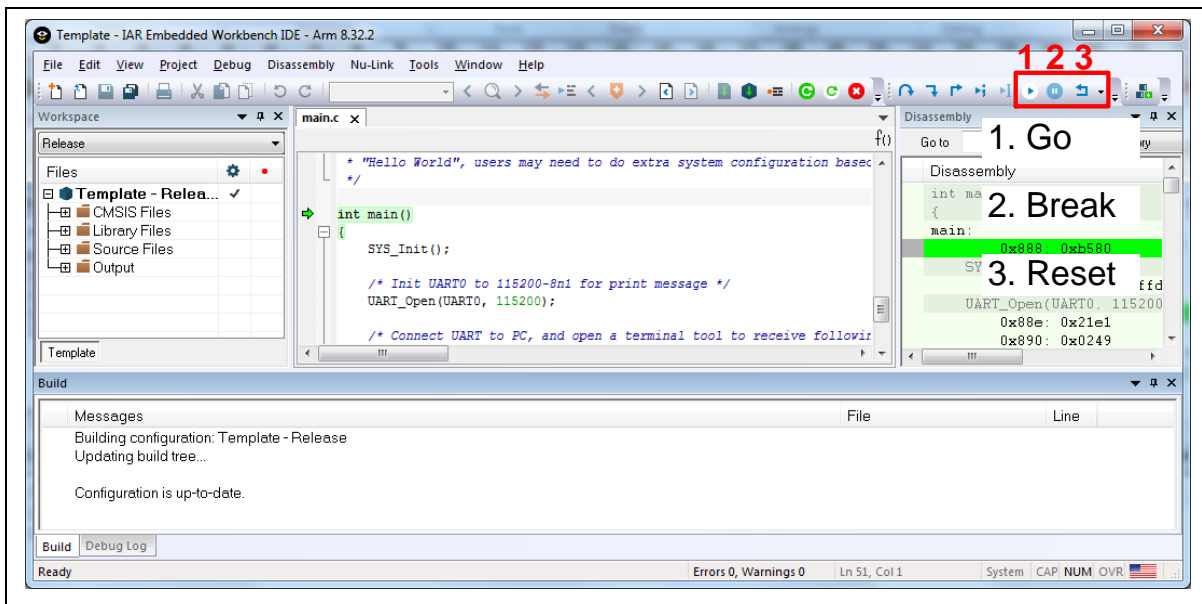 Template - IAR Embedded Workbench IDE - Arm 8.32.2
File Edit View Project Debug Disassembly Nu-Link Tools Window Help
1 2 3
Workspace
Release
Files
Template - Relea...
CMSIS Files
Library Files
Source Files
Output
Template
main.c x
f()
* "Hello World", users may need to do extra system configuration based
*/
int main()
{
SYS_Init();
/* Init UART0 to 115200-8n1 for print message */
UART_Open(UART0, 115200);
/* Connect UART to PC, and open a terminal tool to receive
Disassembly
Go to
Disassembly
int
{
main:
0x888: 0xb580
UART_Open(UART0, 115200
0x88e: 0x21e1
0x890: 0x0249
1. Go
2. Break
3. Reset
Build
Messages File Line
Building configuration: Template - Release
Updating build tree...
Configuration is up-to-date.
Build Debug Log
Ready Errors 0, Warnings 0 Ln 51, Col 1 System CAP NUM OVR